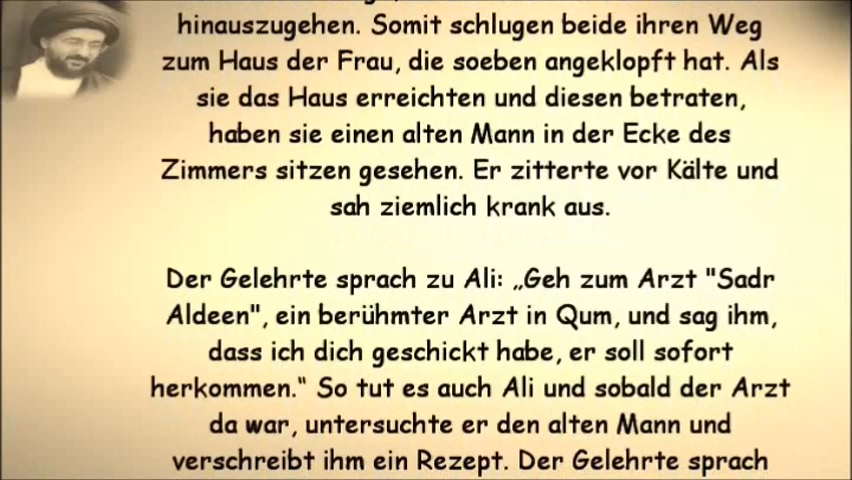 hinauszugehen. Somit schlugen beide ihren Weg
zum Haus der Frau, die soeben angeklopft hat. Als
sie das Haus erreichten und diesen betraten,
haben sie einen alten Mann in der Ecke des
Zimmers sitzen gesehen. Er zitterte vor Kälte und
sah ziemlich krank aus.
Der Gelehrte sprach zu Ali: „Geh zum Arzt "Sadr
Aldeen", ein berühmter Arzt in Qum, und sag ihm,
dass ich dich geschickt habe, er soll sofort
herkommen.“ So tut es auch Ali und sobald der Arzt
da war, untersuchte er den alten Mann und
verschreibt ihm ein Rezept. Der Gelehrte sprach